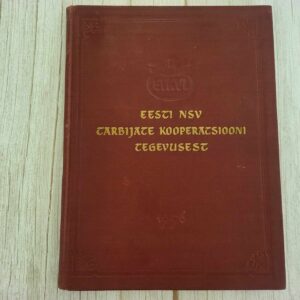 EESTI NSV
TARBIJATE KOOPERATSIOONI
TEGEVUSEST